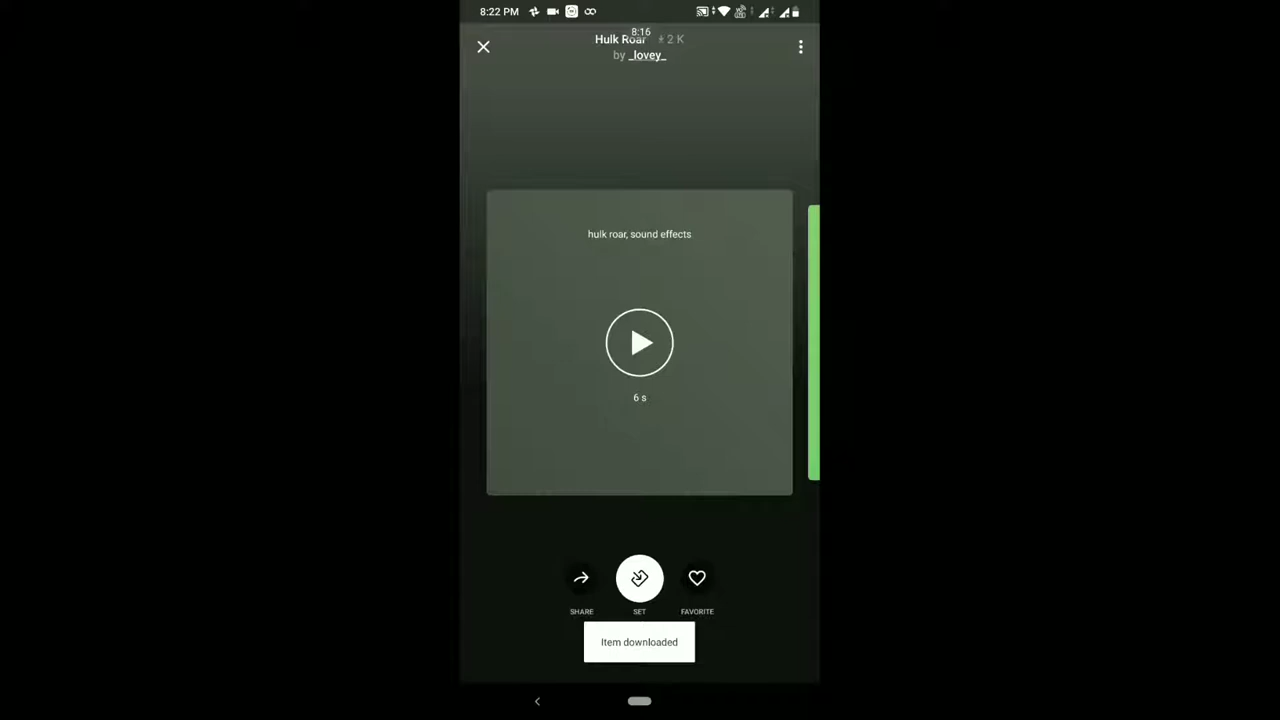 8:22 PM
8:16
Hulk Roar 2 K
by _lovey_
hulk roar, sound effects
6 s
SHARE
SET
FAVORITE
Item downloaded